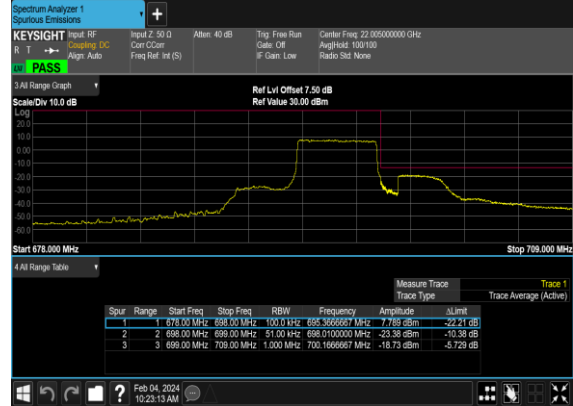 Spectrum Analyzer 1
Spurious Emissions
KEYSIGHT Input: RF Input Z: 50 Ω Atten: 40 dB Trig: Free Run Center Freq: 22.005000000 GHz
R T Coupling: DC Corr CCorr Gate: Off Avg|Hold: 100/100
Align: Auto Freq Ref: Int (S) IF Gain: Low Radio Std: None
PASS
3 All Range Graph
Ref Lvl Offset 7.50 dB
Scale/Div 10.0 dB Ref Value 30.00 dBm
Log
20.0
10.0
0.00
-10.0
-20.0
-30.0
-40.0
-50.0
-60.0
Start 678.000 MHz Stop 709.000 MHz
4 All Range Table
Measure Trace Trace 1
Trace Type Trace Average (Active)
Spur Range Start Freq Stop Freq RBW Frequency Amplitude ΔLimit
1 1 678.00 MHz 698.00 MHz 100.0 kHz 695.3666667 MHz 7.789 dBm -22.21 dB
2 2 698.00 MHz 699.00 MHz 51.00 kHz 698.0100000 MHz -23.38 dBm -10.38 dB
3 3 699.00 MHz 709.00 MHz 1.000 MHz 700.1666667 MHz -18.73 dBm -5.729 dB
? Feb 04, 2024
10:23:13 AM